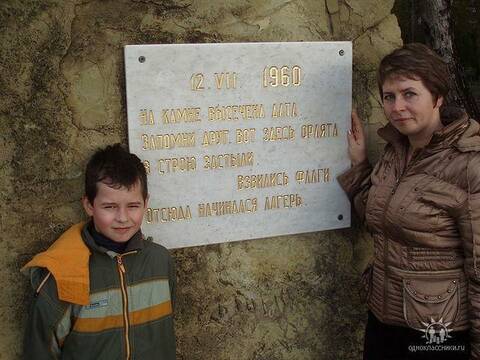 12. VII 1960
НА КАМНЕ ВЫСЕЧЕНА ДАТА
ЗАПОМНИ ДРУГ, ВОТ ЗДЕСЬ ОРЛЯТА
В СТРОЮ ЗАСТЫЛИ
ВЗВИЛИСЬ ФЛАГИ
ОТСЮДА НАЧИНАЛСЯ ЛАГЕРЬ.
одноклассники.ru